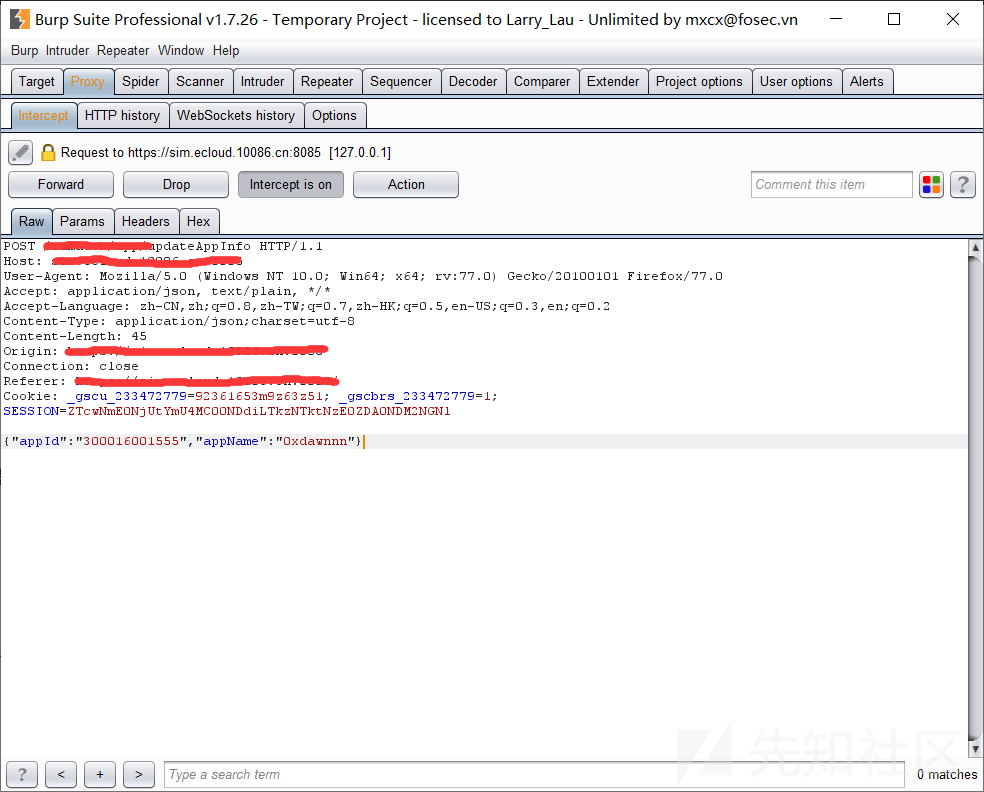 Burp Suite Professional v1.7.26 - Temporary Project - licensed to Larry_Lau - Unlimited by mxcx@fosec.vn
Burp Intruder Repeater Window Help
Target Proxy Spider Scanner Intruder Repeater Sequencer Decoder Comparer Extender Project options User options Alerts
Intercept HTTP history WebSockets history Options
Request to https://sim.ecloud.10086.cn:8085 [127.0.0.1]
Forward Drop Intercept is on Action Comment this item ?
Raw Params Headers Hex
POST updateAppInfo HTTP/1.1
Host:
User-Agent: Mozilla/5.0 (Windows NT 10.0; Win64; x64; rv:77.0) Gecko/20100101 Firefox/77.0
Accept: application/json, text/plain, */*
Accept-Language: zh-CN,zh;q=0.8,zh-TW;q=0.7,zh-HK;q=0.5,en-US;q=0.3,en;q=0.2
Content-Type: application/json;charset=utf-8
Content-Length: 45
Origin:
Connection: close
Referer:
Cookie: _gscu_233472779=92361653m9z63z51; _gscbrs_233472779=1;
SESSION=ZTcwNmE0NjUtYmU4MC00NDdiLTkzNTktNzE0ZDA0NDM2NGN1
{"appId":"300016001555","appName":"0xdawnnn"}
先知社区
? < + > Type a search term 0 matches